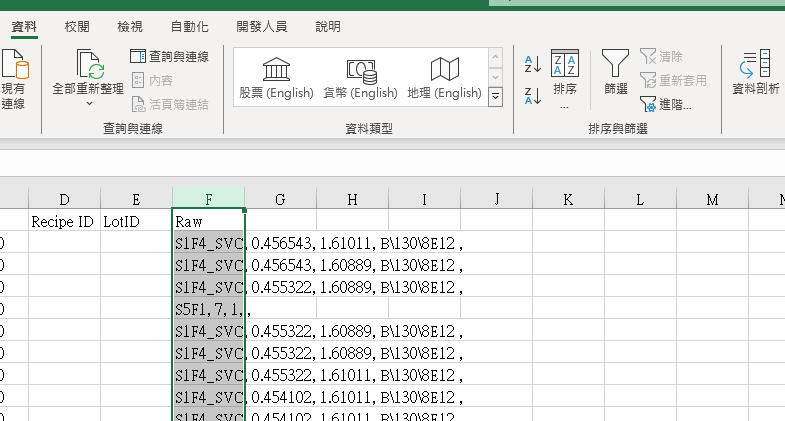 資料 校閱 檢視 自動化 開發人員 說明
現有
連線
全部重新整理
查詢與連線
內容
活頁簿連結
查詢與連線
股票 (English) 貨幣 (English) 地理 (English)
資料類型
排序
...
篩選
清除
重新套用
進階...
排序與篩選
資料剖析
D E F G H I J K L M
Recipe ID LotID Raw
0 S1F4_SVC, 0.456543, 1.61011, B\130\8E12 ,
0 S1F4_SVC, 0.456543, 1.60889, B\130\8E12 ,
0 S1F4_SVC, 0.455322, 1.60889, B\130\8E12 ,
0 S5F1, 7, 1, ,
0 S1F4_SVC, 0.455322, 1.60889, B\130\8E12 ,
0 S1F4_SVC, 0.455322, 1.60889, B\130\8E12 ,
0 S1F4_SVC, 0.455322, 1.61011, B\130\8E12 ,
0 S1F4_SVC, 0.454102, 1.61011, B\130\8E12 ,
S1F4_SVC, 0.454102, 1.61011, B\130\8E12 ,